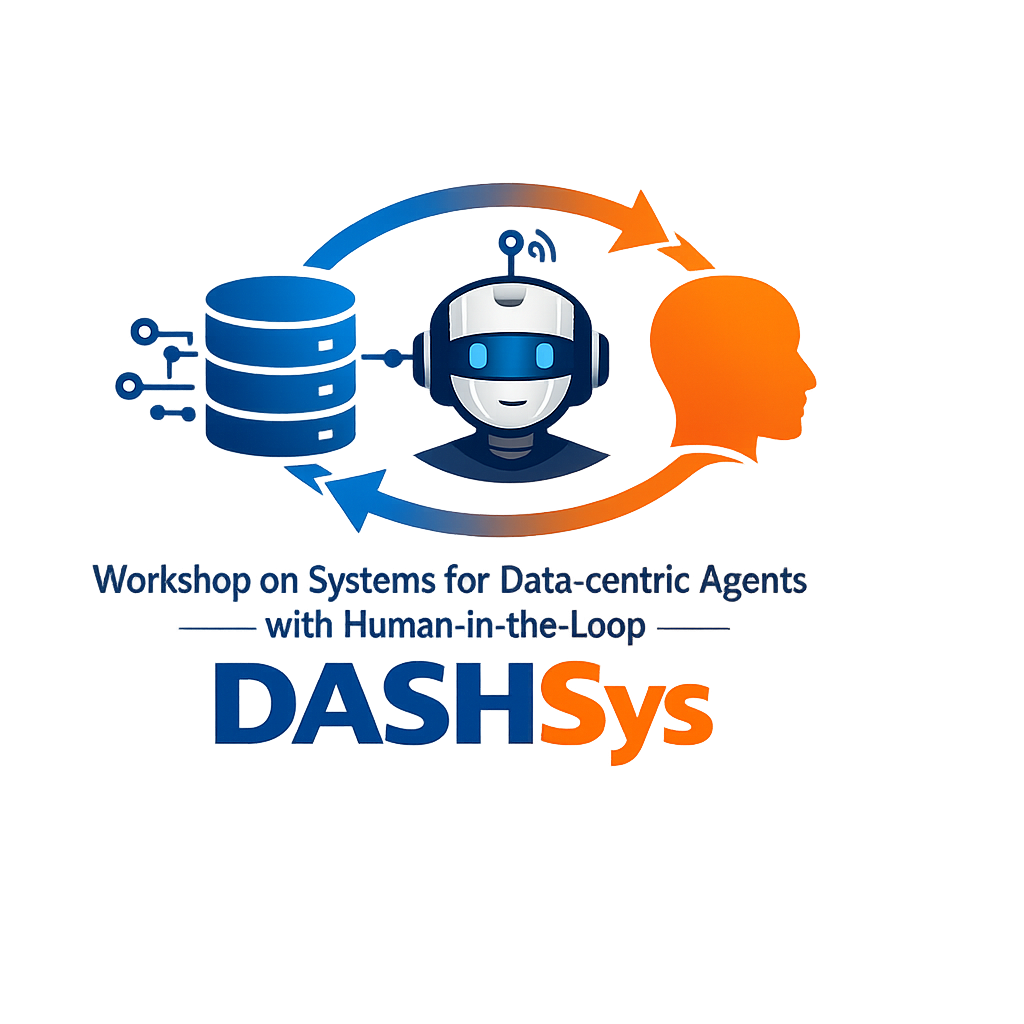 Workshop on Systems for Data-centric Agents
with Human-in-the-Loop
DASHSys